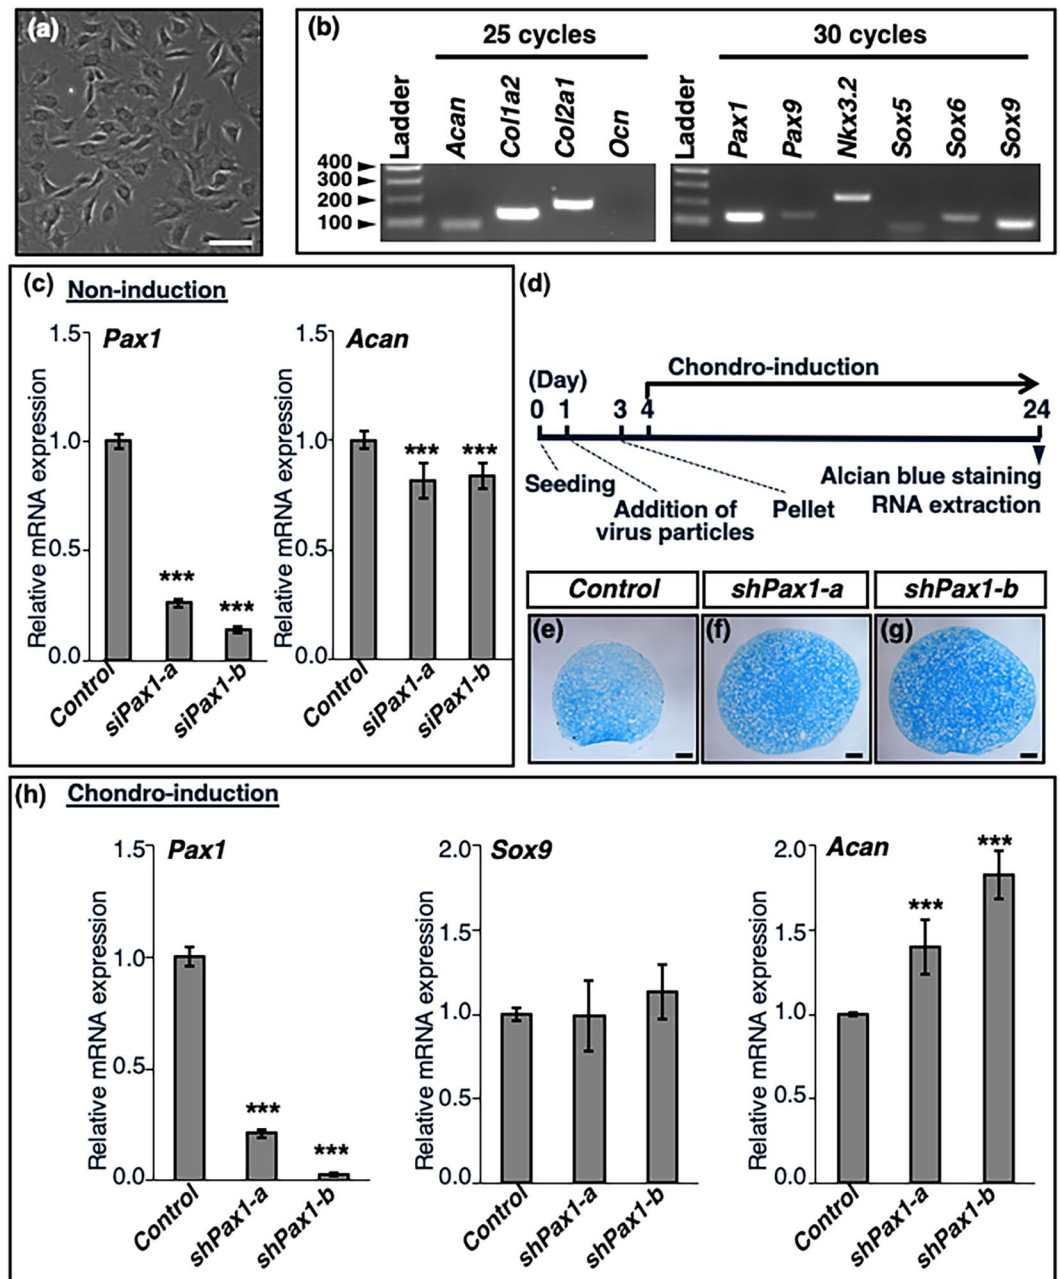 (a)
(b)
25 cycles
30 cycles
Ladder
Acan
Col1a2
Col2a1
Ocn
Ladder
Pax1
Pax9
Nkx3.2
Sox5
Sox6
Sox9
400
300
200
100
(c) Non-induction
Pax1
Relative mRNA expression
1.5
1.0
0.5
0.0
Control
siPax1-a
siPax1-b
***
***
Acan
Relative mRNA expression
1.5
1.0
0.5
0.0
Control
siPax1-a
siPax1-b
***
***
(d)
Chondro-induction
(Day)
0 1 3 4 24
Seeding
Addition of
virus particles
Pellet
Alcian blue staining
RNA extraction
Control
shPax1-a
shPax1-b
(e)
(f)
(g)
(h) Chondro-induction
Pax1
Relative mRNA expression
1.5
1.0
0.5
0.0
Control
shPax1-a
shPax1-b
***
***
Sox9
Relative mRNA expression
2.0
1.5
1.0
0.5
0.0
Control
shPax1-a
shPax1-b
Acan
Relative mRNA expression
2.0
1.5
1.0
0.5
0.0
Control
shPax1-a
shPax1-b
***
***